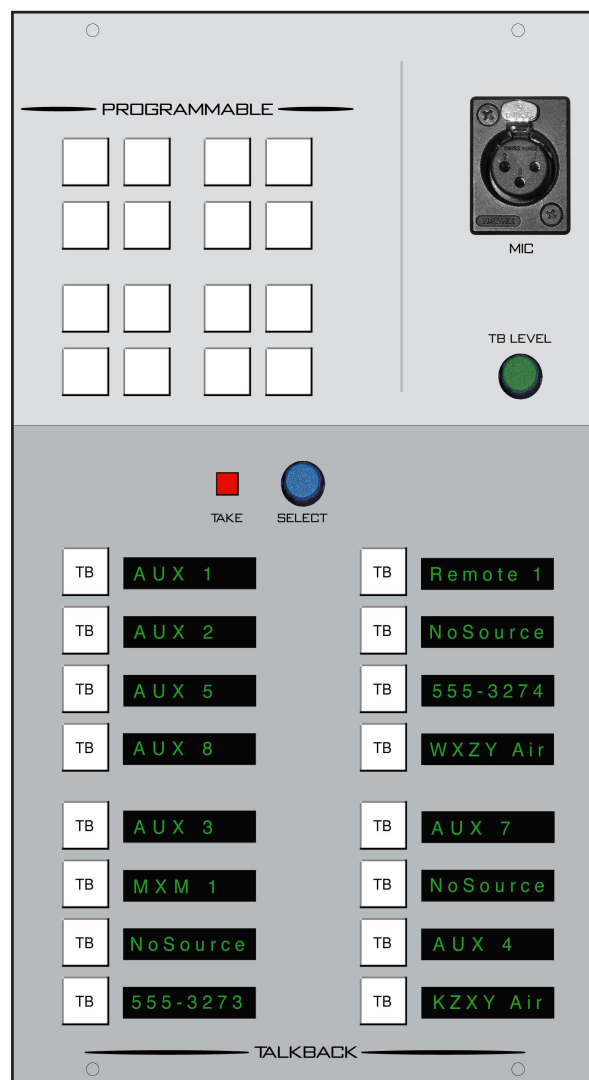 PROGRAMMABLE
MIC
TB LEVEL
TAKE SELECT
TB AUX 1 TB Remote 1
TB AUX 2 TB NoSource
TB AUX 5 TB 555-3274
TB AUX 8 TB WXZY Air
TB AUX 3 TB AUX 7
TB MXM 1 TB NoSource
TB NoSource TB AUX 4
TB 555-3273 TB KZXY Air
TALKBACK